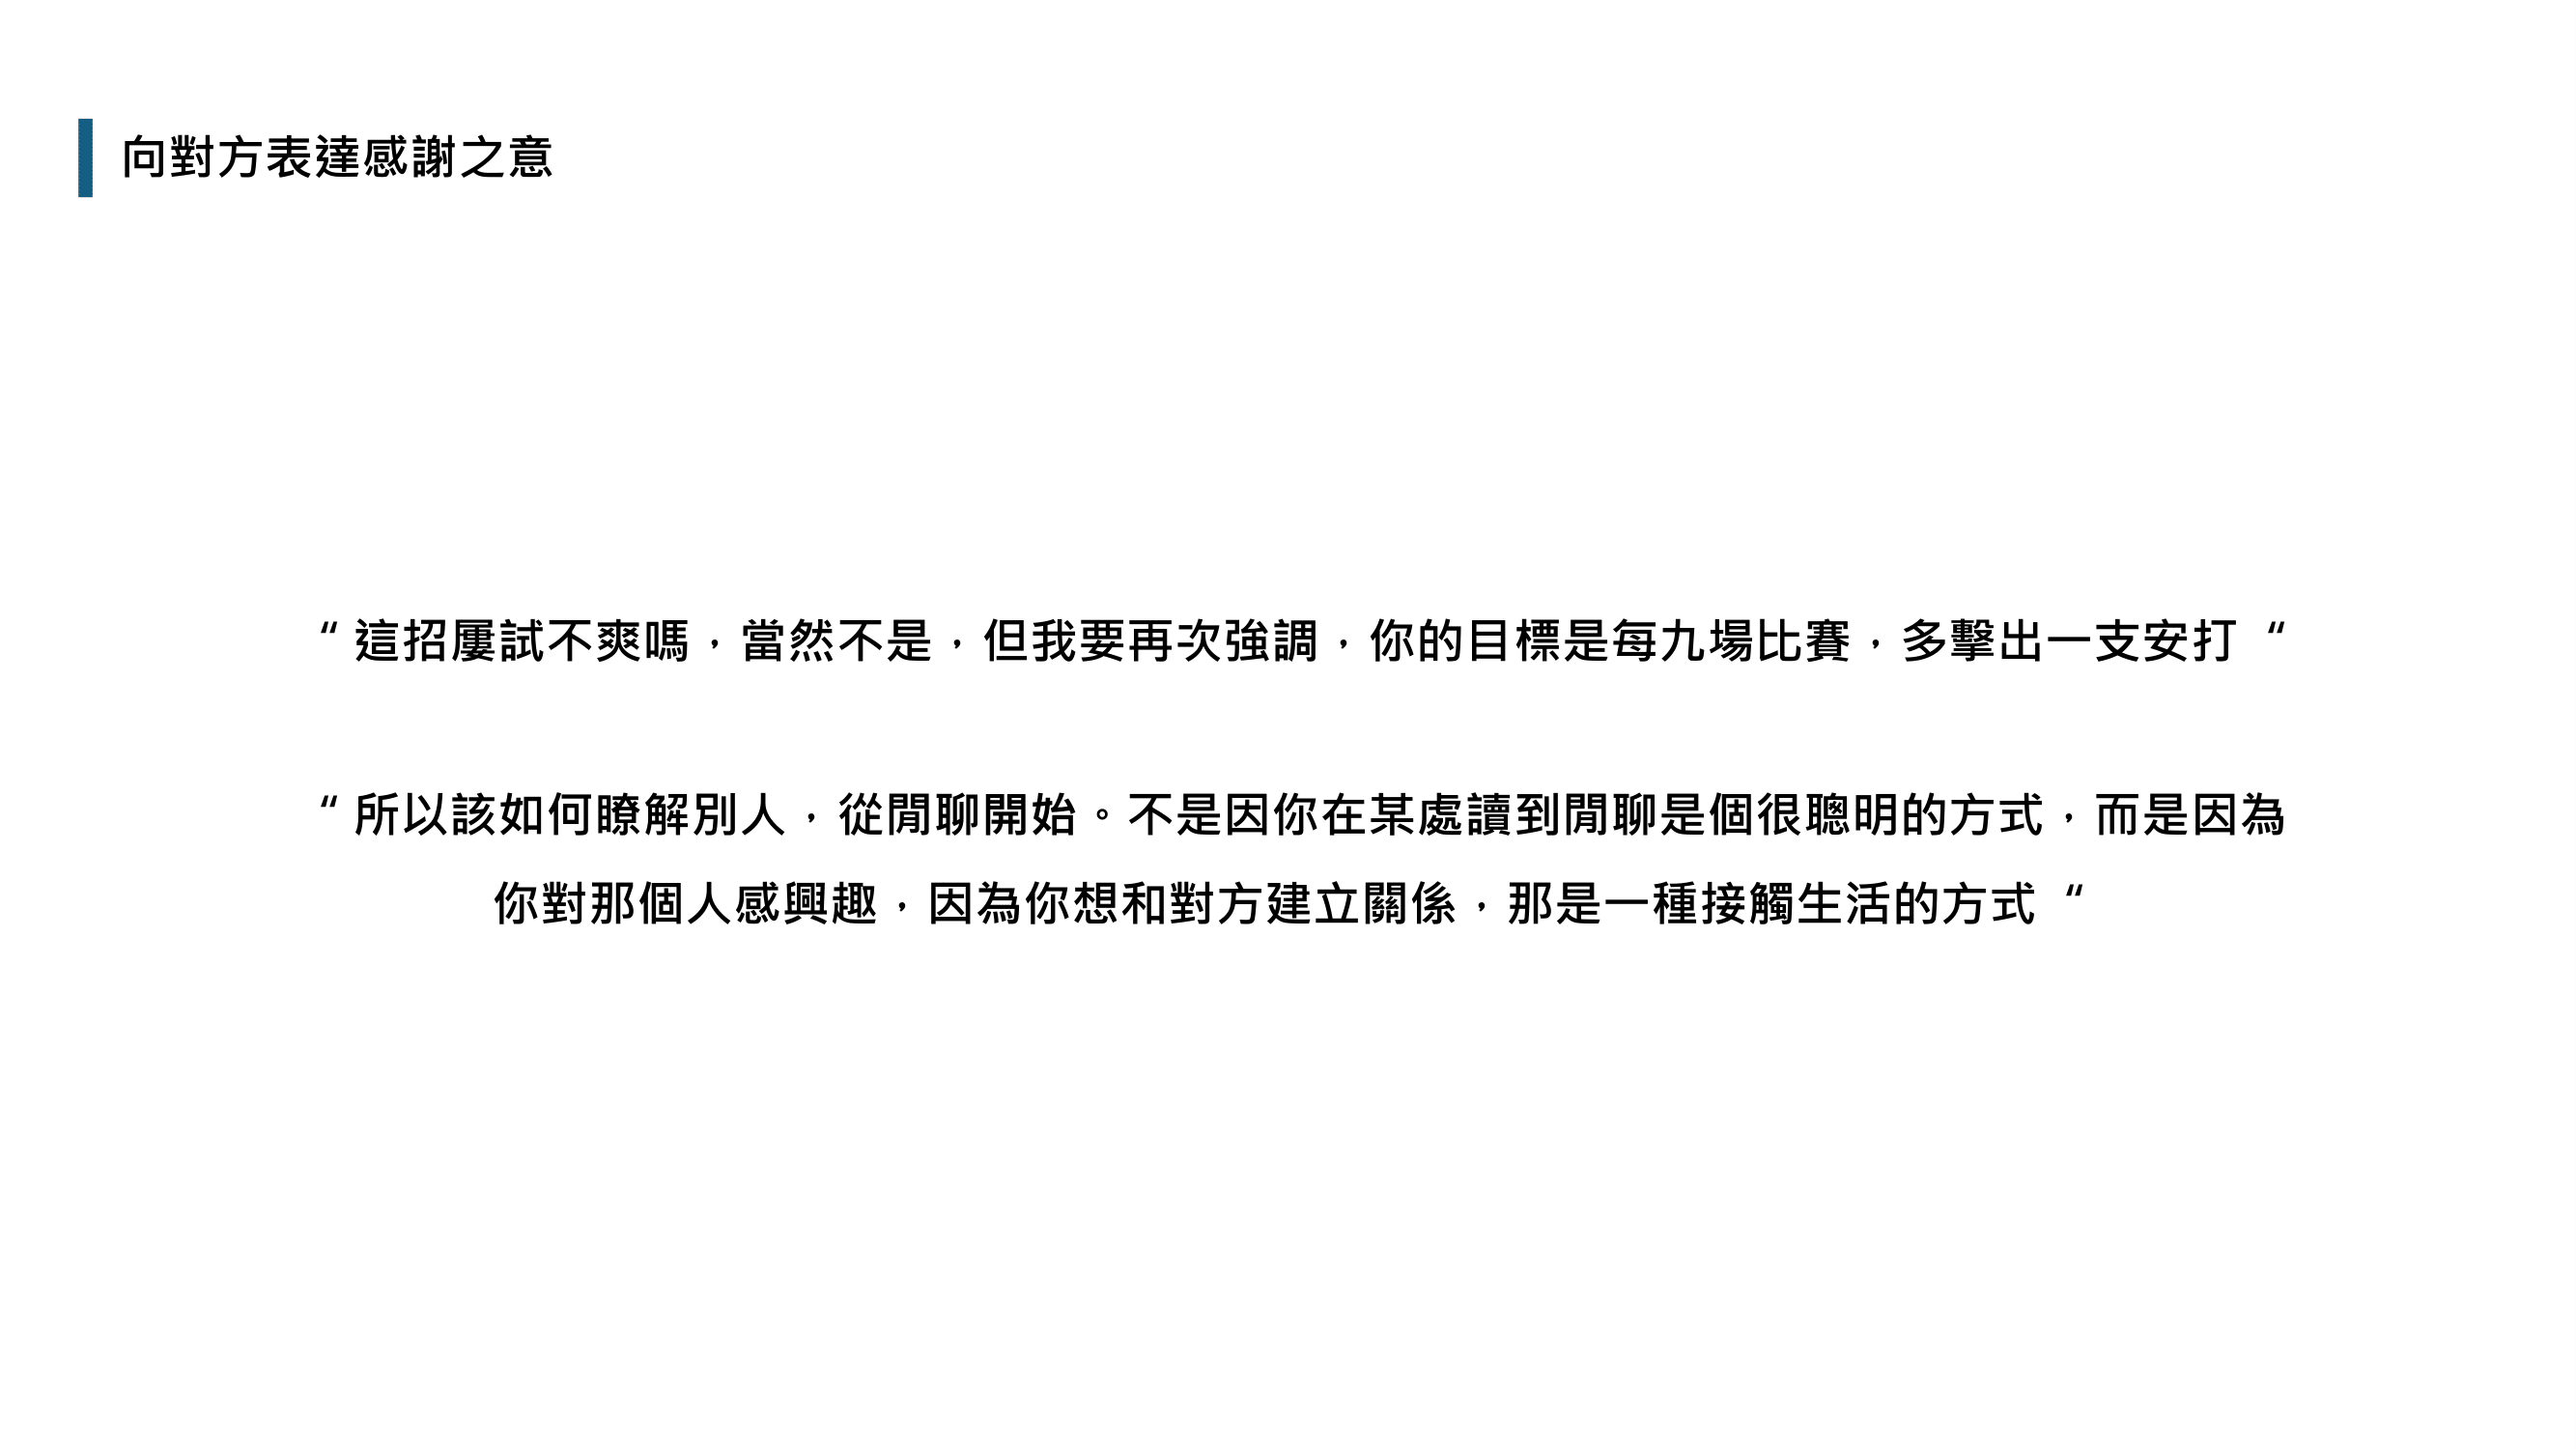 向對方表達感謝之意
“ 這招屢試不爽嗎，當然不是，但我要再次強調，你的目標是每九場比賽，多擊出一支安打 “
“ 所以該如何瞭解別人，從閒聊開始。不是因你在某處讀到閒聊是個很聰明的方式，而是因為
你對那個人感興趣，因為你想和對方建立關係，那是一種接觸生活的方式 “